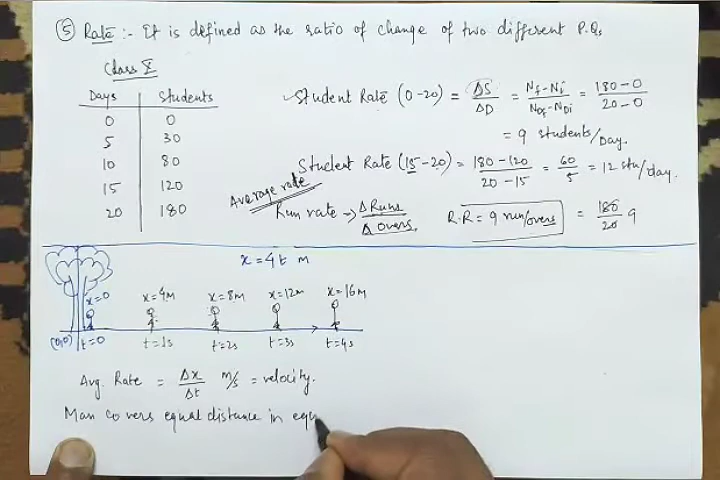 ⑤ Rate :- It is defined as the ratio of change of two different P.Qs
Class X
Days Students
0 0
5 30
10 80
15 120
20 180
Student Rate (0-20) = ΔS/ΔD = Nf-Ni/NDf-NDi = 180-0/20-0
= 9 students/Day.
Student Rate (15-20) = 180-120/20-15 = 60/5 = 12 stu/day.
Average rate
Run rate → ΔRuns/Δovers.
R.R = 9 run/overs = 180/20 9
x = 4t m
x=0 x=4m x=8m x=12m x=16m
(0,0) t=0 t=1s t=2s t=3s t=4s
Avg. Rate = Δx/Δt m/s = velocity.
Man covers equal distance in equ